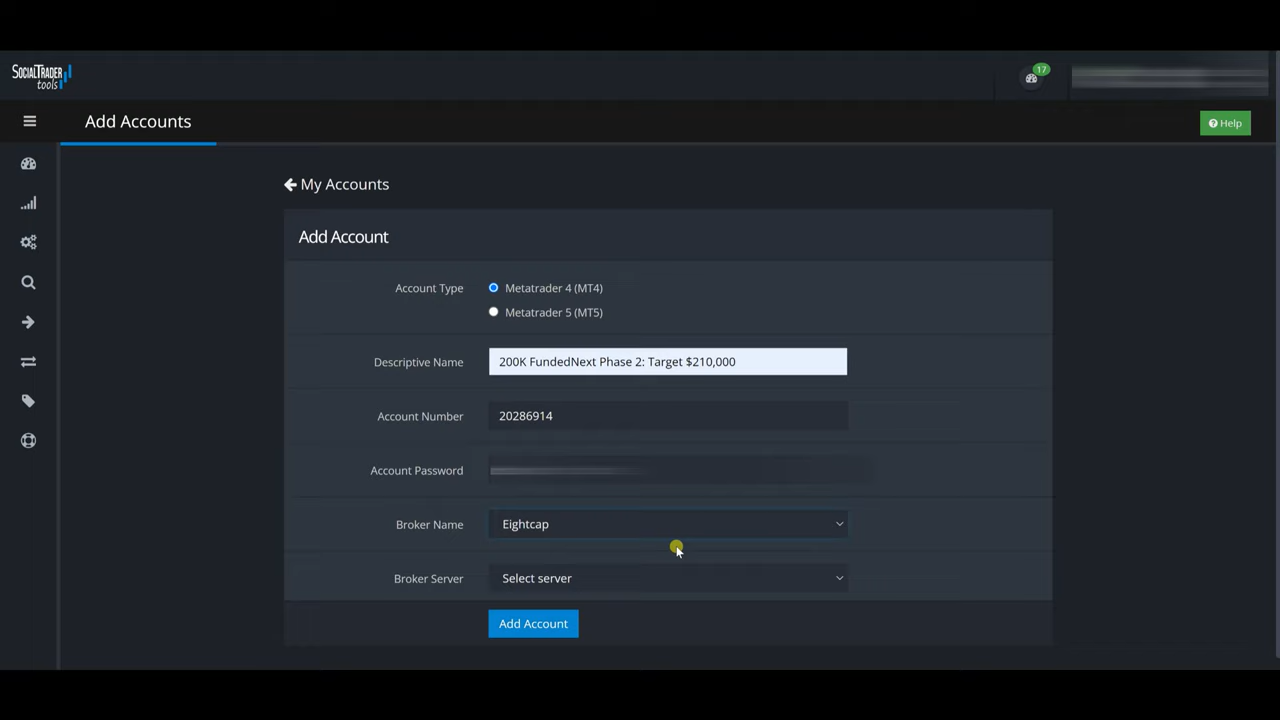 SOCIALTRADER
tools
17
Add Accounts
Help
My Accounts
Add Account
Account Type
Metatrader 4 (MT4)
Metatrader 5 (MT5)
Descriptive Name
200K FundedNext Phase 2: Target $210,000
Account Number
20286914
Account Password
Broker Name
Eightcap
Broker Server
Select server
Add Account